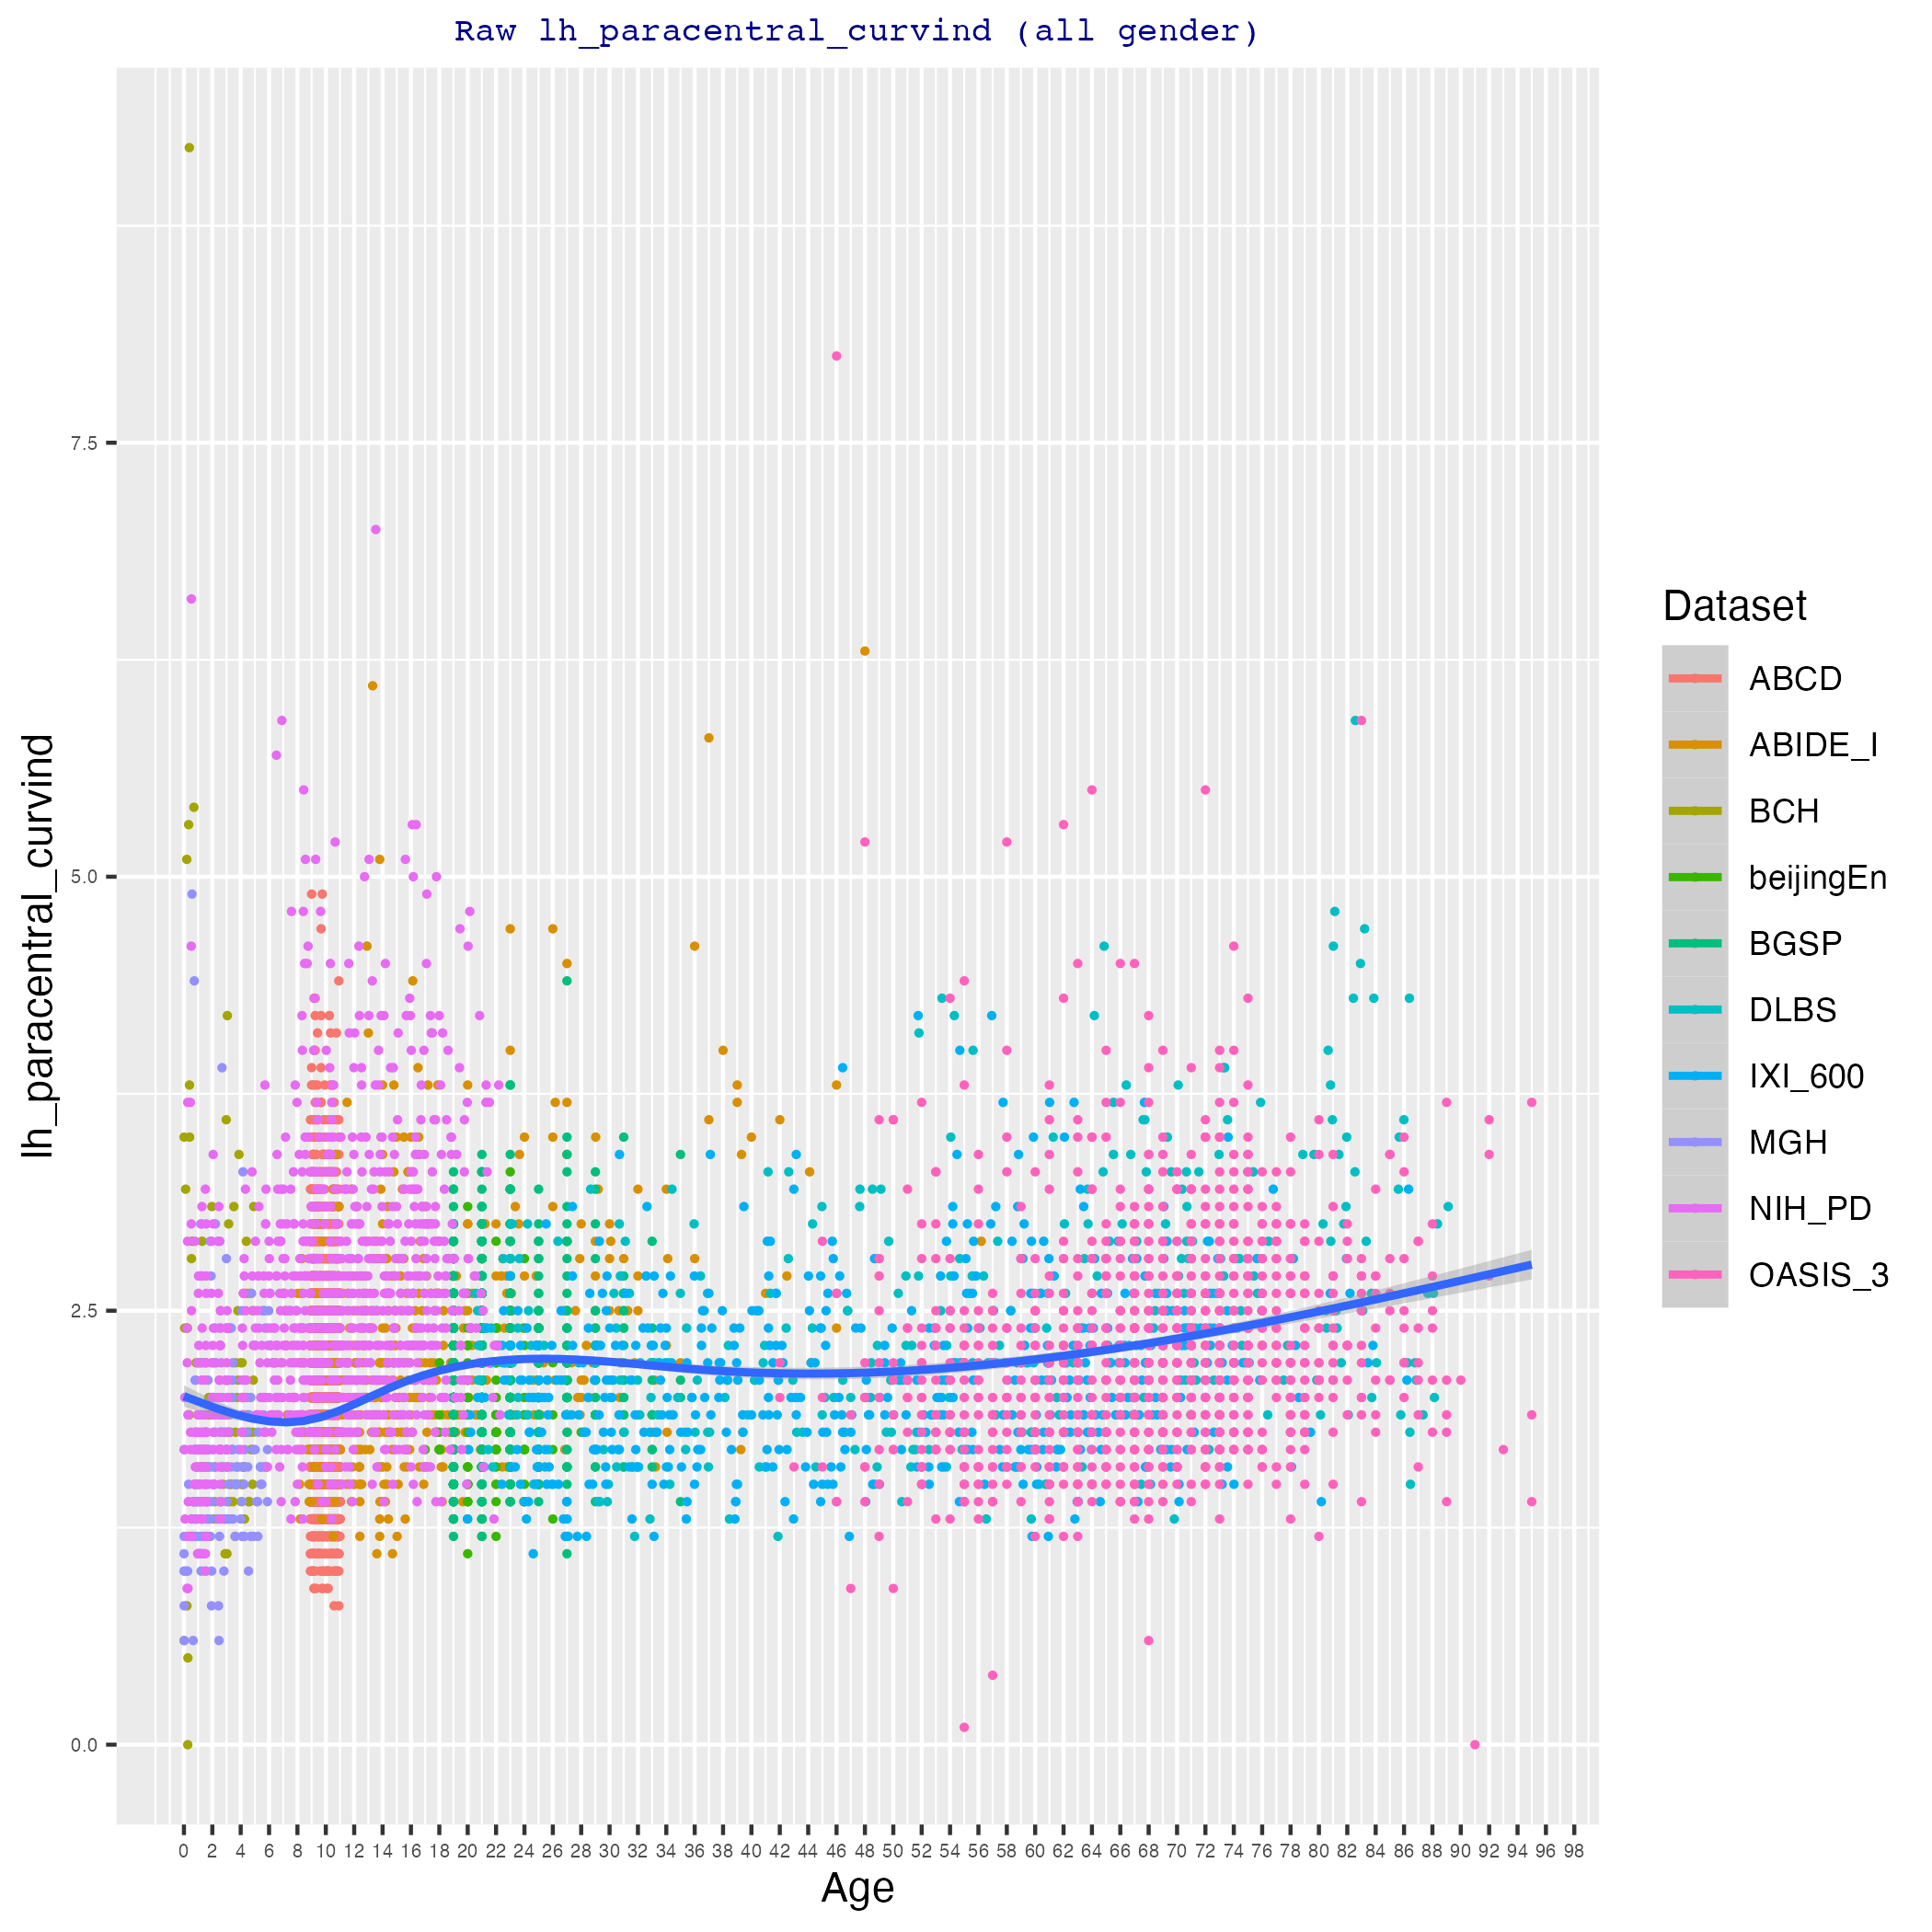 Raw lh_paracentral_curvind (all gender)
lh_paracentral_curvind
7.5
5.0
2.5
0.0
0 2 4 6 8 10 12 14 16 18 20 22 24 26 28 30 32 34 36 38 40 42 44 46 48 50 52 54 56 58 60 62 64 66 68 70 72 74 76 78 80 82 84 86 88 90 92 94 96 98
Age
Dataset
ABCD
ABIDE_I
BCH
beijingEn
BGSP
DLBS
IXI_600
MGH
NIH_PD
OASIS_3